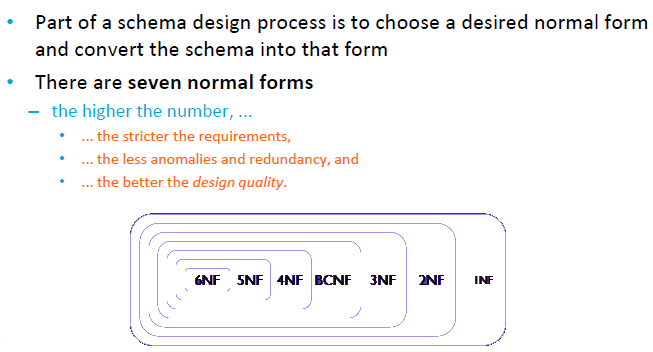 • Part of a schema design process is to choose a desired normal form
and convert the schema into that form
• There are seven normal forms
– the higher the number, ...
• ... the stricter the requirements,
• ... the less anomalies and redundancy, and
• ... the better the design quality.
6NF 5NF 4NF BCNF 3NF 2NF 1NF